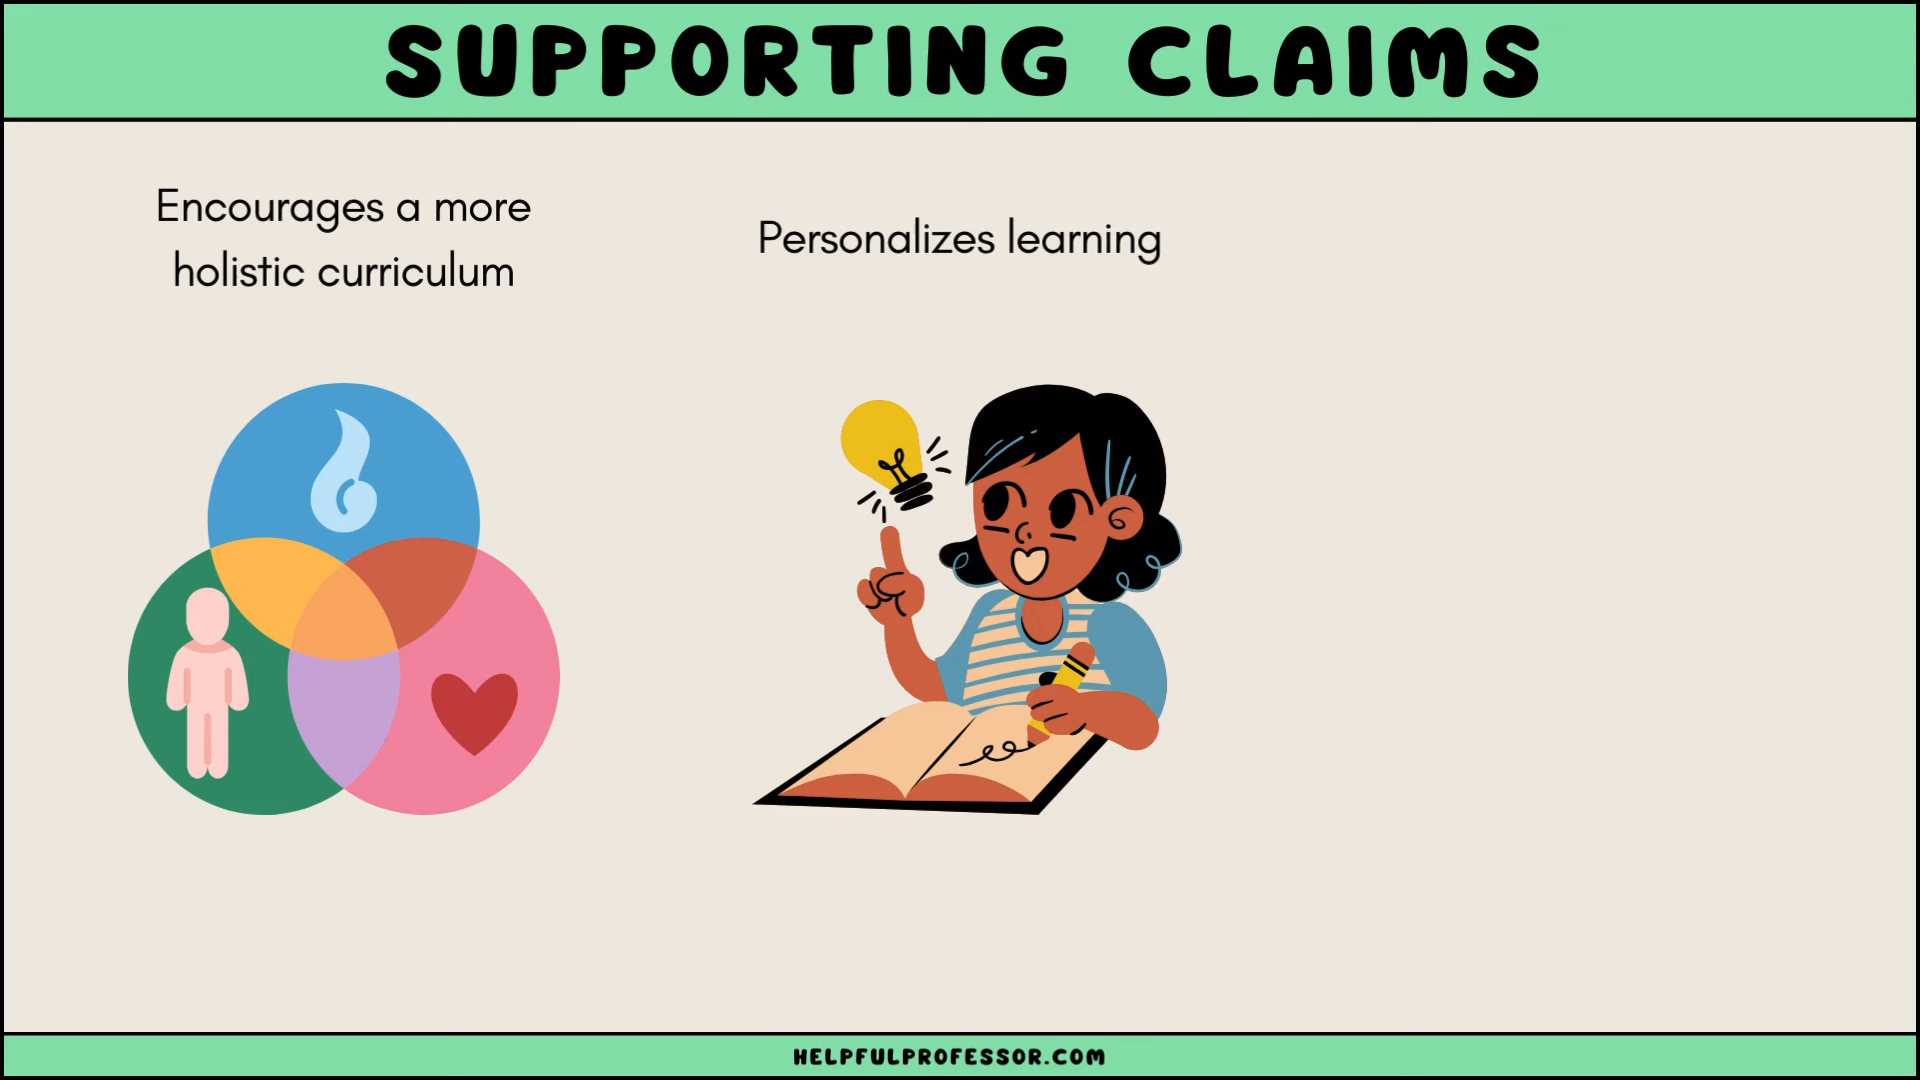 SUPPORTING CLAIMS
Encourages a more
holistic curriculum
Personalizes learning
HELPFULPROFESSOR.COM